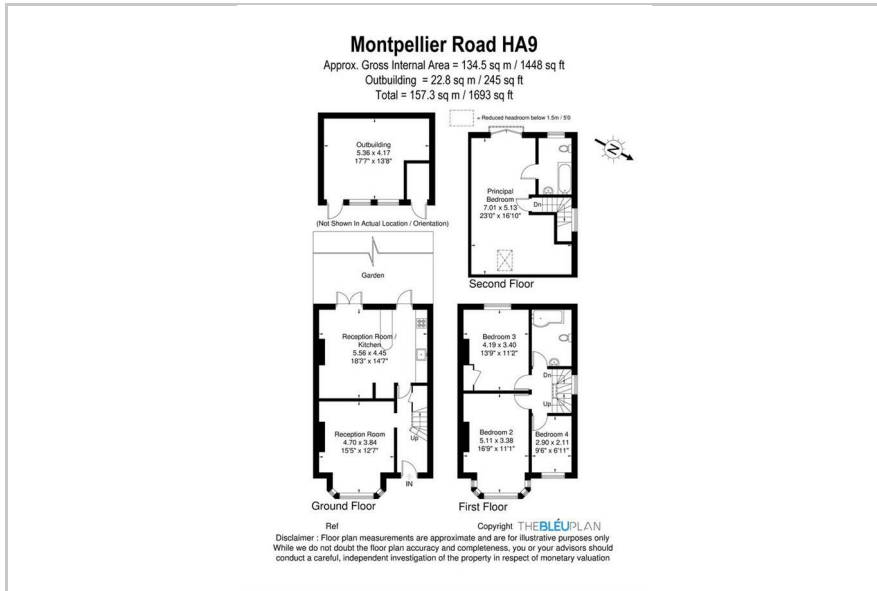 Montpellier Road HA9
Approx. Gross Internal Area = 134.5 sq m / 1448 sq ft
Outbuilding = 22.8 sq m / 245 sq ft
Total = 157.3 sq m / 1693 sq ft
= Reduced headroom below 1.5m / 5'0
N
Outbuilding
5.36 x 4.17
17'7" x 13'8"
(Not Shown In Actual Location / Orientation)
Garden
Principal
Bedroom
7.01 x 5.13
23'0" x 16'10"
Dn
Second Floor
Reception Room /
Kitchen
5.56 x 4.45
18'3" x 14'7"
Reception Room
4.70 x 3.84
15'5" x 12'7"
Up
IN
Ground Floor
Bedroom 3
4.19 x 3.40
13'9" x 11'2"
Dn
Up
Bedroom 2
5.11 x 3.38
16'9" x 11'1"
Bedroom 4
2.90 x 2.11
9'6" x 6'11"
First Floor
Ref
Copyright THEBLÉUPLAN
Disclaimer : Floor plan measurements are approximate and are for illustrative purposes only
While we do not doubt the floor plan accuracy and completeness, you or your advisors should
conduct a careful, independent investigation of the property in respect of monetary valuation